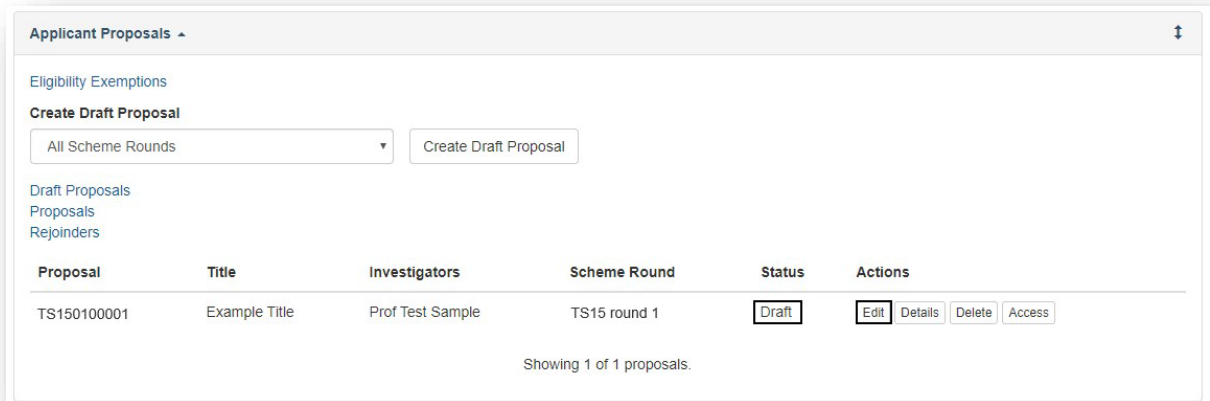 Applicant Proposals
Eligibility Exemptions
Create Draft Proposal
All Scheme Rounds Create Draft Proposal
Draft Proposals
Proposals
Rejoinders
Proposal Title Investigators Scheme Round Status Actions
TS150100001 Example Title Prof Test Sample TS15 round 1 Draft Edit Details Delete Access
Showing 1 of 1 proposals.